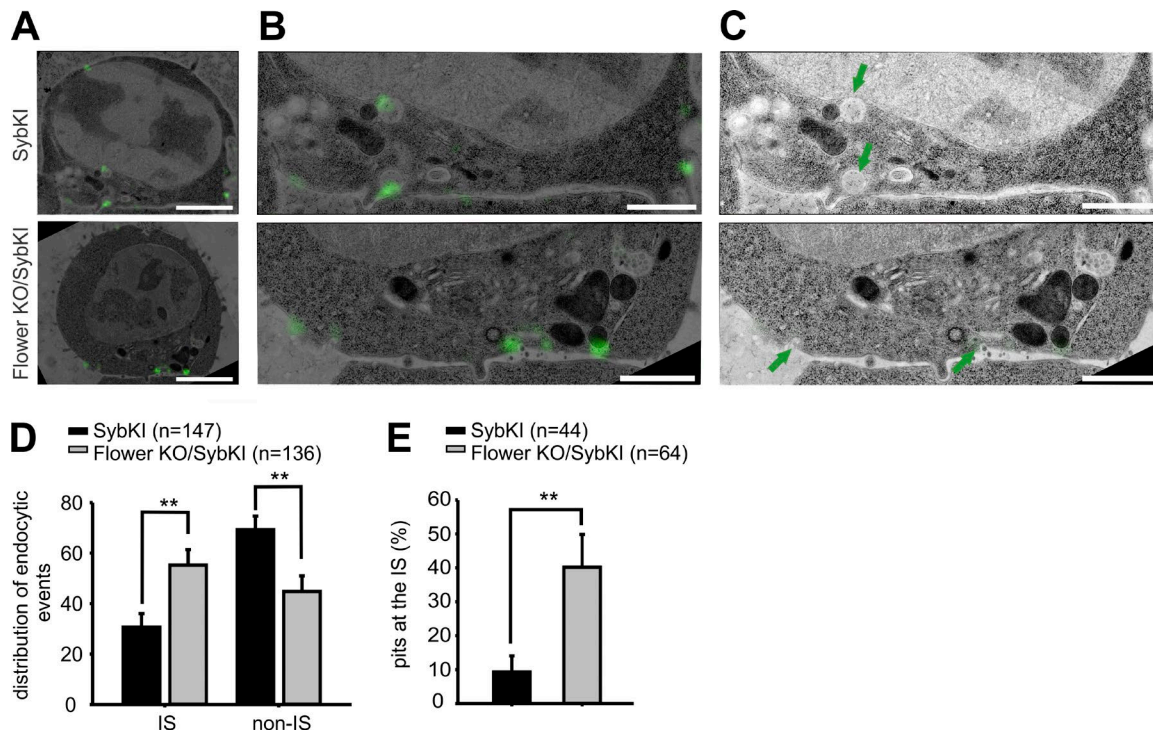 A
B
C
SybKI
Flower KO/SybKI
D
SybKI (n=147)
Flower KO/SybKI (n=136)
distribution of endocytic
events
80
60
40
20
0
**
**
IS
non-IS
E
SybKI (n=44)
Flower KO/SybKI (n=64)
pits at the IS (%)
60
50
40
30
20
10
0
**